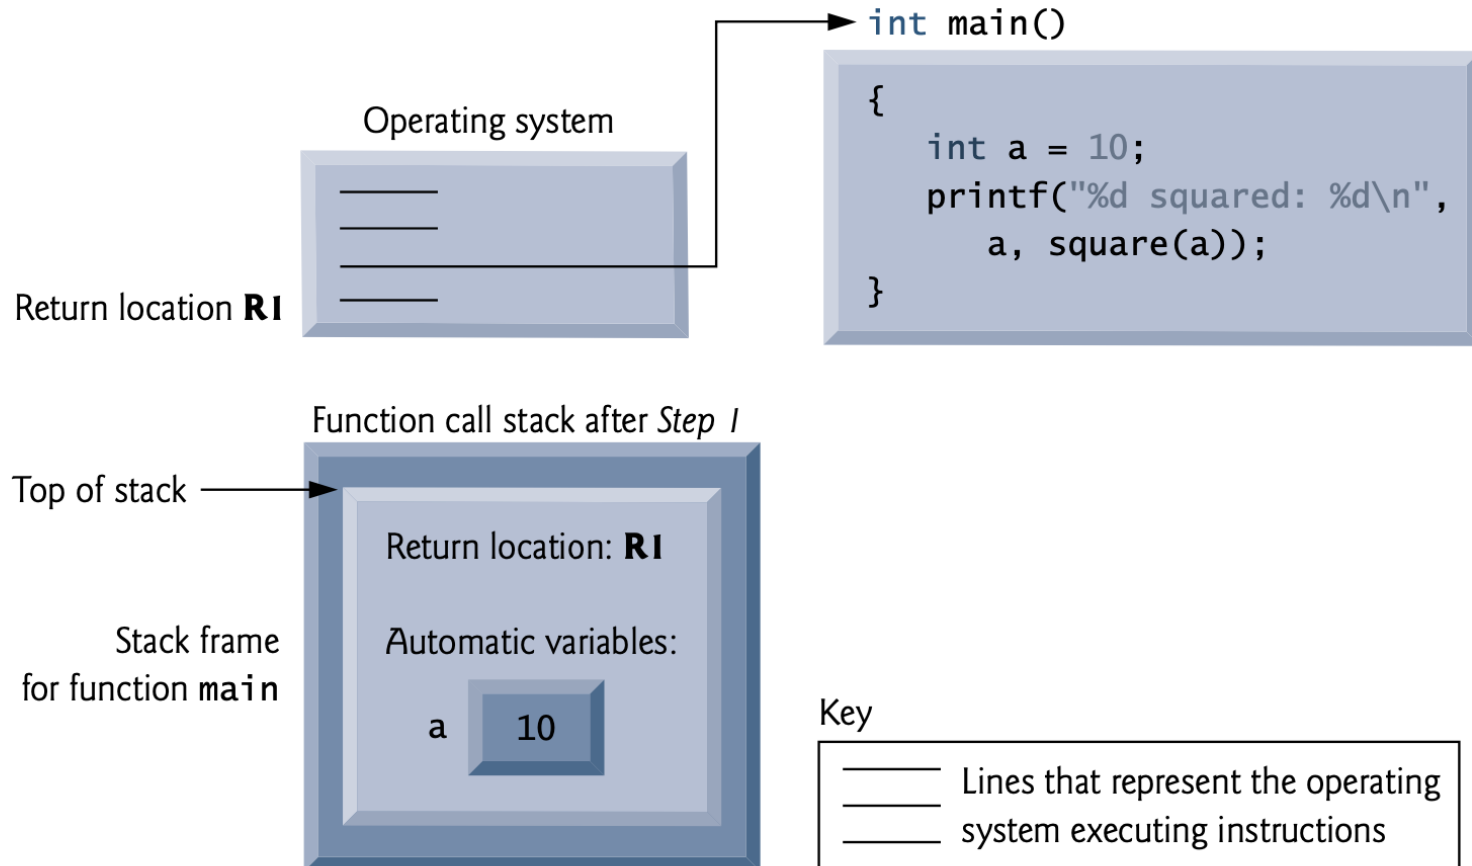 int main()
Operating system
{
int a = 10;
printf("%d squared: %d\n",
a, square(a));
}
Return location R1
Function call stack after Step 1
Top of stack
Return location: R1
Stack frame
for function main
Automatic variables:
a 10
Key
Lines that represent the operating
system executing instructions